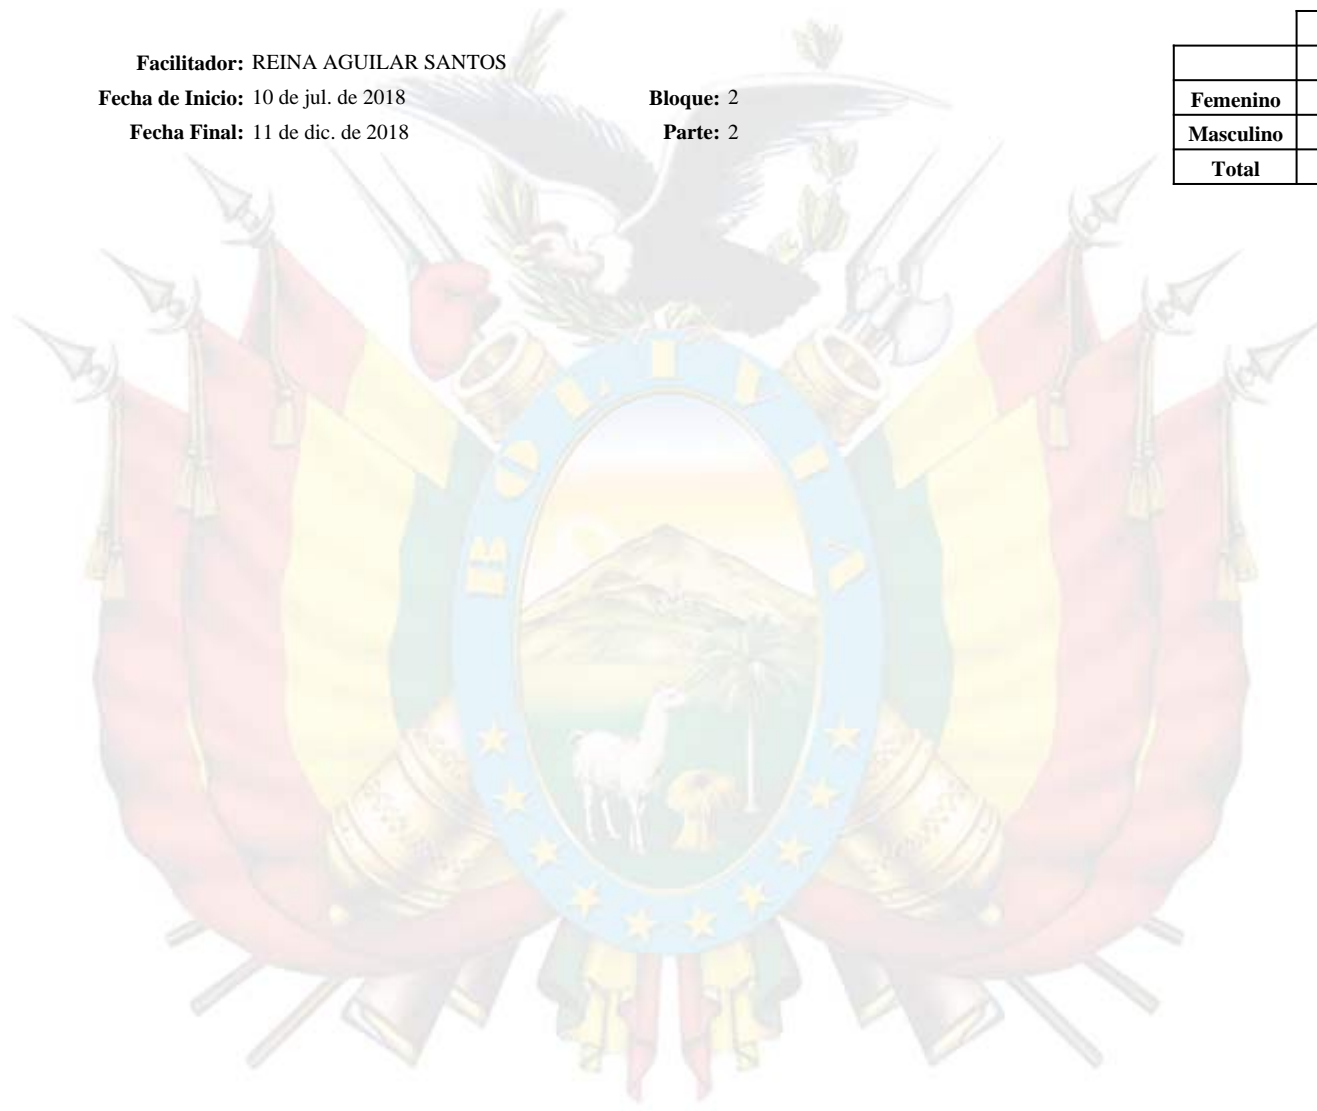 Facilitador: REINA AGUILAR SANTOS
Fecha de Inicio: 10 de jul. de 2018 Bloque: 2
Fecha Final: 11 de dic. de 2018 Parte: 2
Femenino
Masculino
Total
BOLIVIA